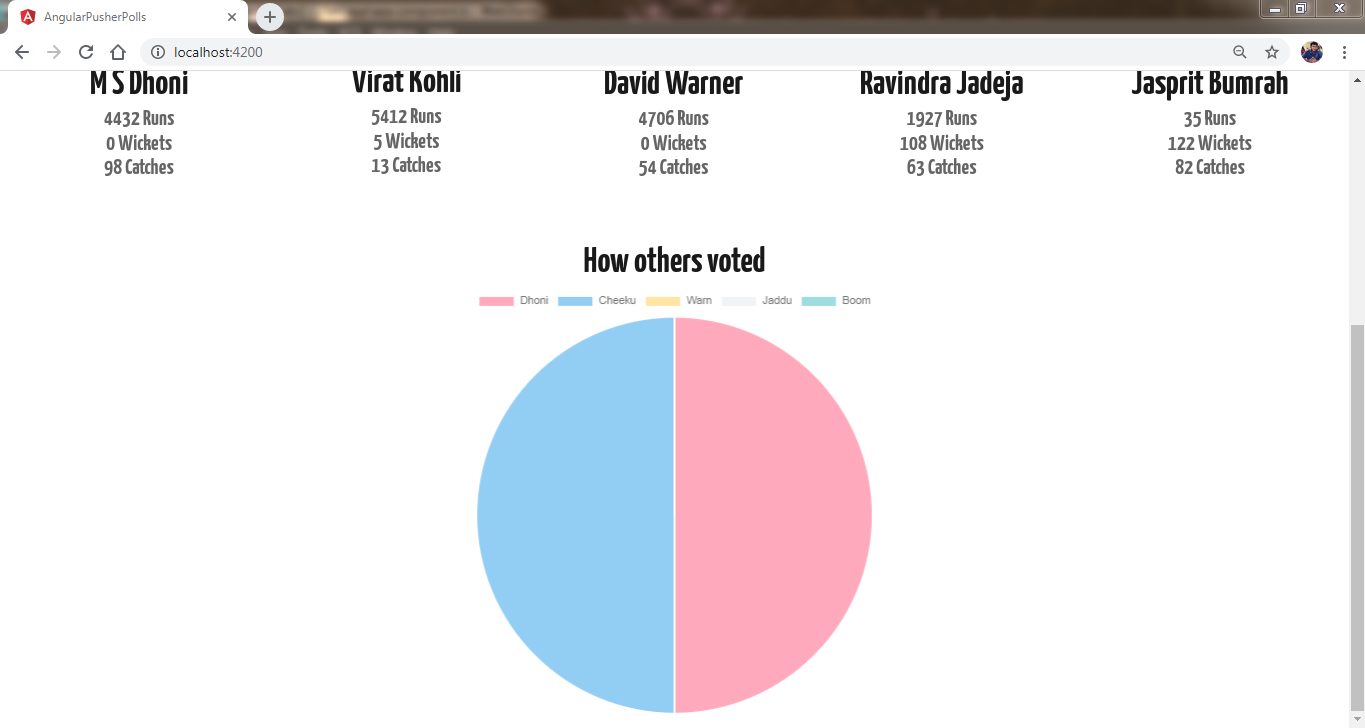 AngularPusherPolls
localhost:4200
M S Dhoni
4432 Runs
0 Wickets
98 Catches
Virat Kohli
5412 Runs
5 Wickets
13 Catches
David Warner
4706 Runs
0 Wickets
54 Catches
Ravindra Jadeja
1927 Runs
108 Wickets
63 Catches
Jasprit Bumrah
35 Runs
122 Wickets
82 Catches
How others voted
Dhoni Cheeku Warn Jaddu Boom